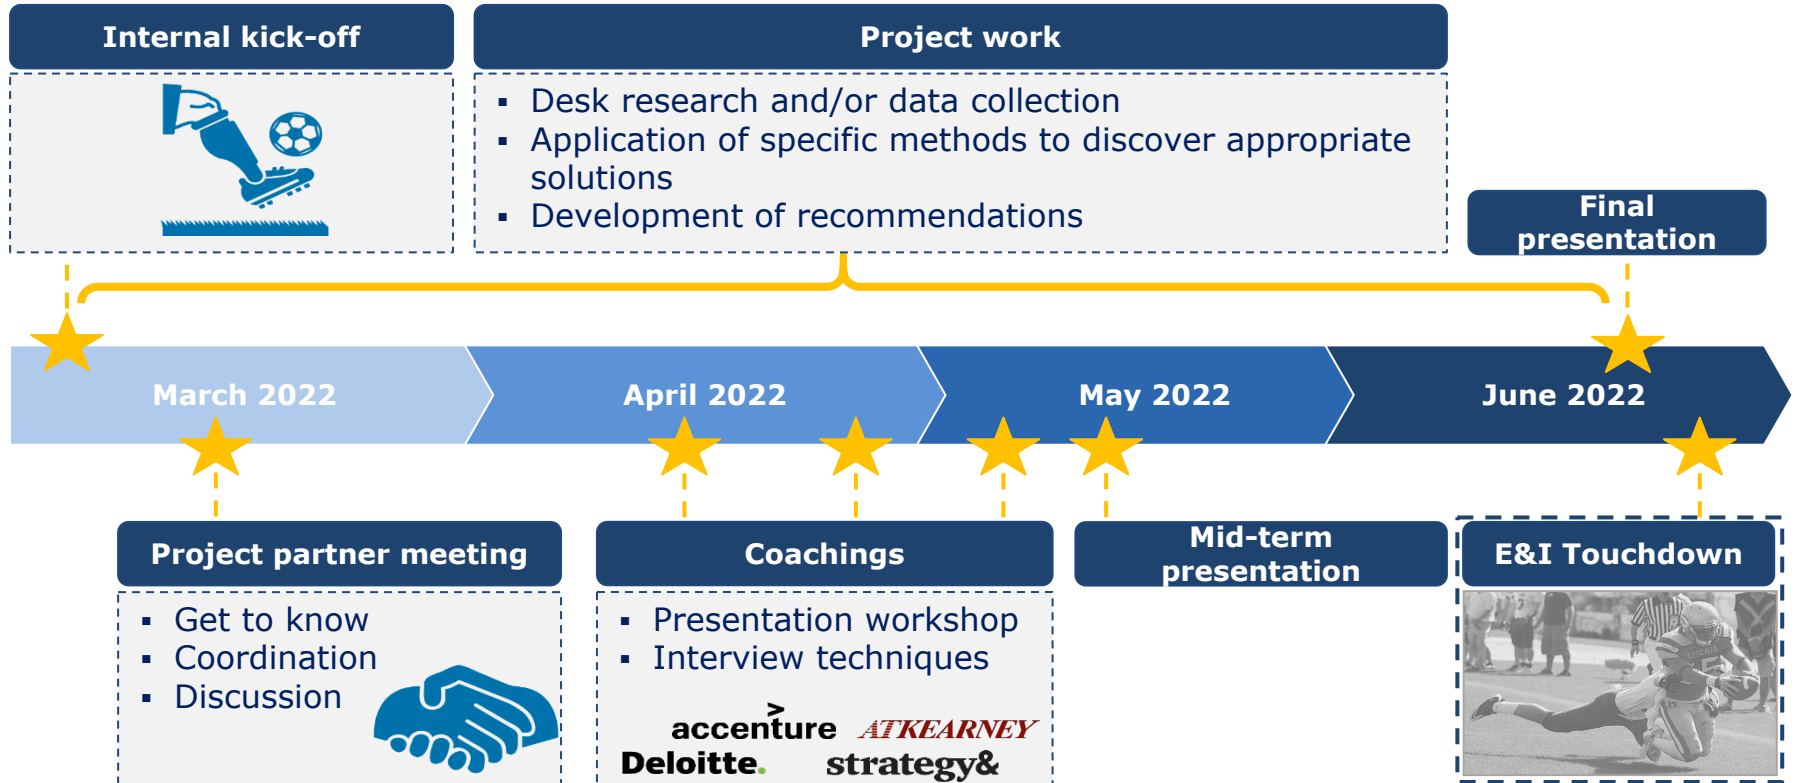 Internal kick-off
Project work
▪ Desk research and/or data collection
▪ Application of specific methods to discover appropriate
solutions
▪ Development of recommendations
Final
presentation
March 2022
April 2022
May 2022
June 2022
Project partner meeting
▪ Get to know
▪ Coordination
▪ Discussion
Coachings
▪ Presentation workshop
▪ Interview techniques
accenture
ATKEARNEY
Deloitte.
strategy&
Mid-term
presentation
E&I Touchdown